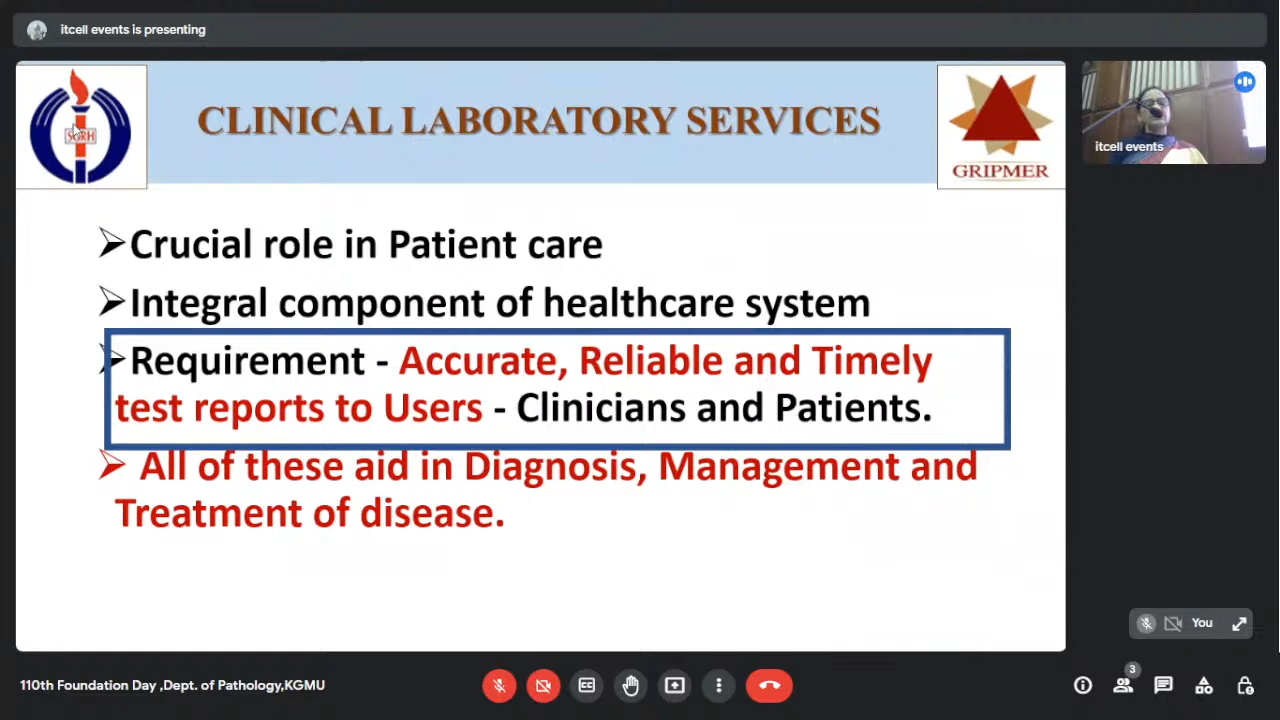 itcell events is presenting
SGRH
CLINICAL LABORATORY SERVICES
GRIPMER
itcell events
➢Crucial role in Patient care
➢Integral component of healthcare system
➢Requirement - Accurate, Reliable and Timely
test reports to Users - Clinicians and Patients.
➢ All of these aid in Diagnosis, Management and
Treatment of disease.
You
110th Foundation Day ,Dept. of Pathology,KGMU
3